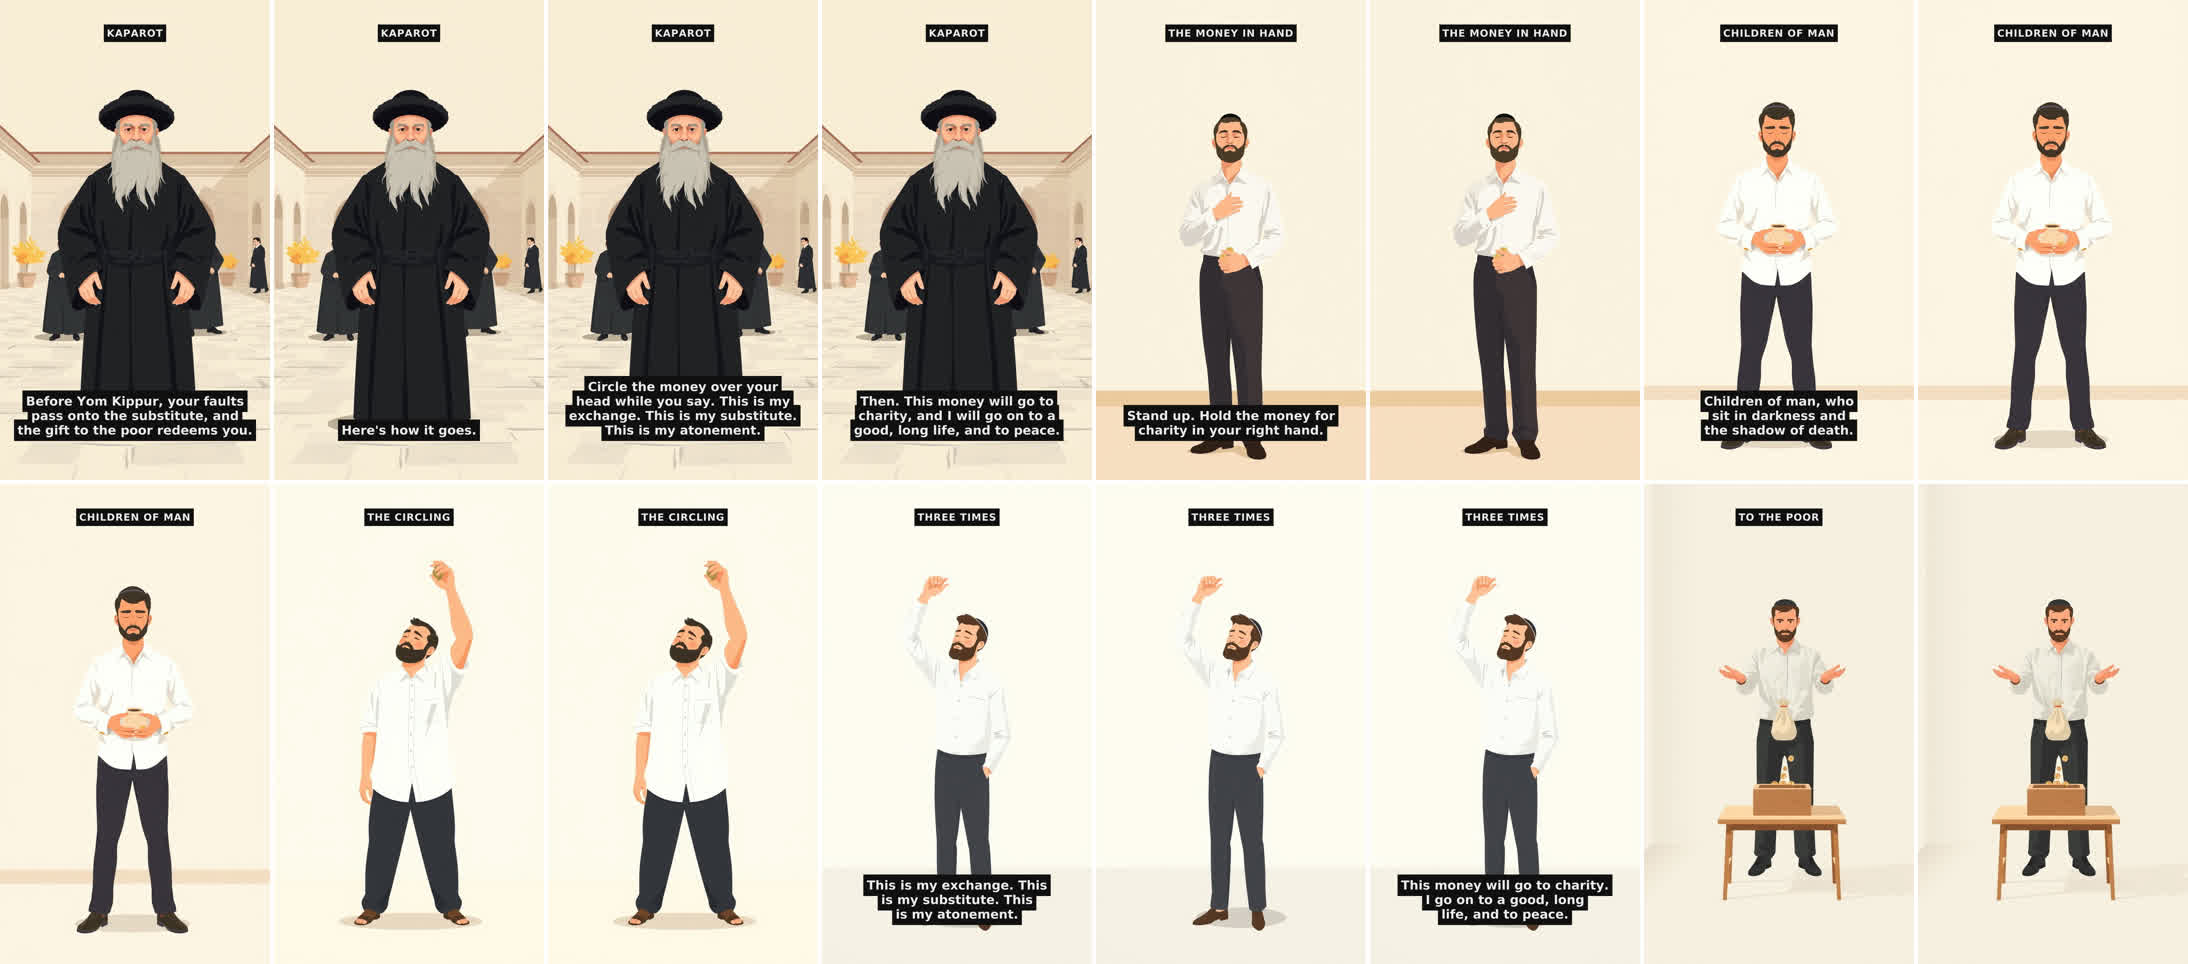 KAPAROT
Before Yom Kippur, your faults
pass onto the substitute, and
the gift to the poor redeems you.
KAPAROT
Here's how it goes.
KAPAROT
Circle the money over your
head while you say. This is my
exchange. This is my substitute.
This is my atonement.
KAPAROT
Then. This money will go to
charity, and I will go on to a
good, long life, and to peace.
THE MONEY IN HAND
Stand up. Hold the money for
charity in your right hand.
THE MONEY IN HAND
CHILDREN OF MAN
Children of man, who
sit in darkness and
the shadow of death.
CHILDREN OF MAN
CHILDREN OF MAN
THE CIRCLING
THE CIRCLING
THREE TIMES
This is my exchange. This
is my substitute. This
is my atonement.
THREE TIMES
THREE TIMES
This money will go to charity.
I go on to a good, long
life, and to peace.
TO THE POOR